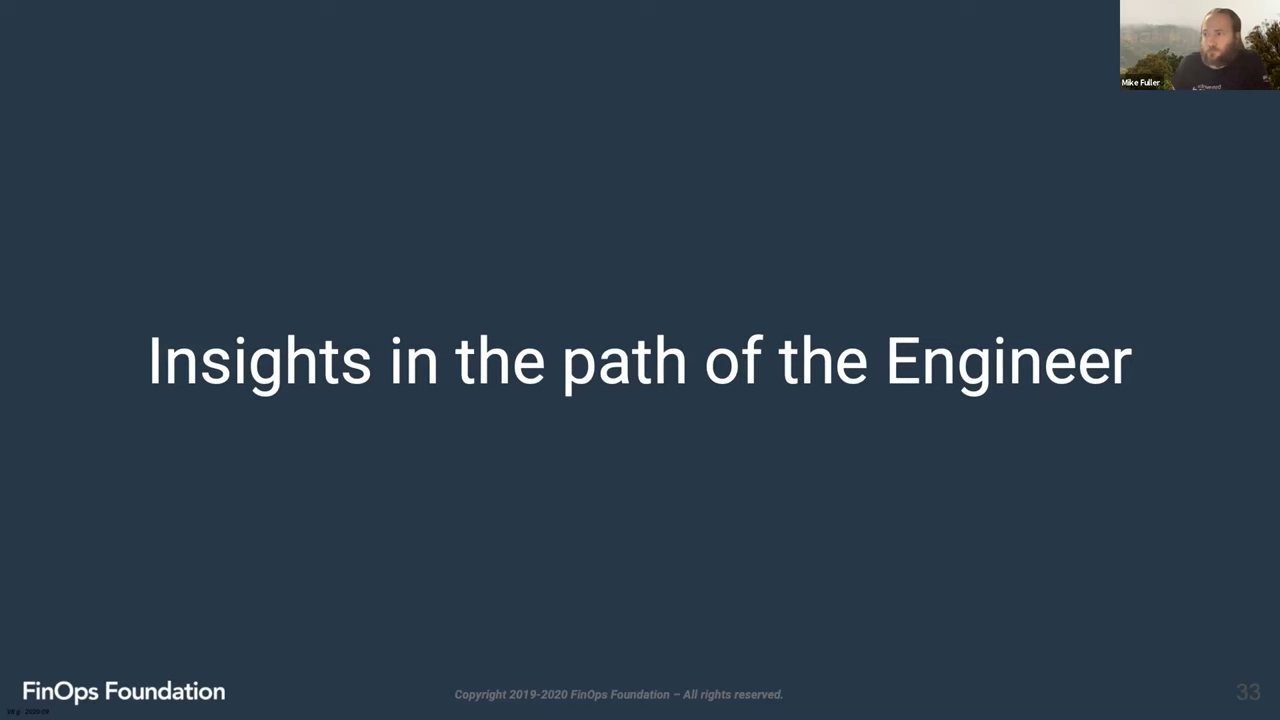 Mike Fuller
Insights in the path of the Engineer
FinOps Foundation
Copyright 2019-2020 FinOps Foundation – All rights reserved.
33